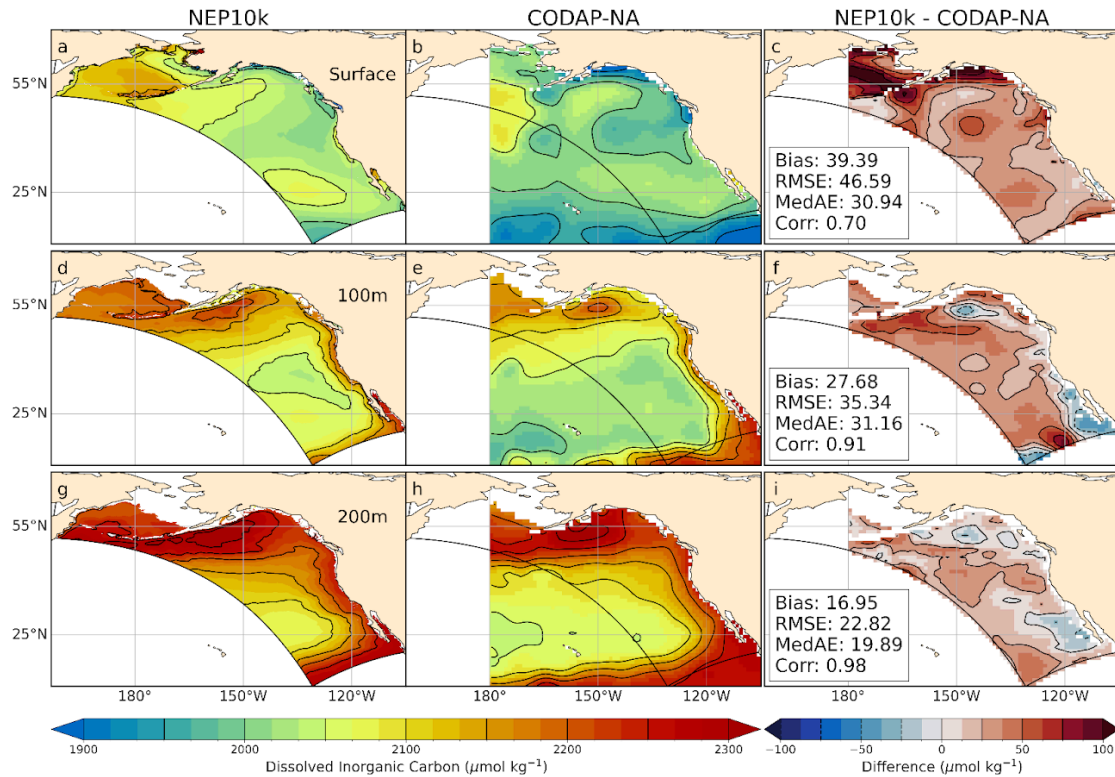 NEP10k CODAP-NA NEP10k - CODAP-NA
a Surface b c
55°N
25°N
Bias: 39.39
RMSE: 46.59
MedAE: 30.94
Corr: 0.70
d 100m e f
55°N
25°N
Bias: 27.68
RMSE: 35.34
MedAE: 31.16
Corr: 0.91
g 200m h i
55°N
25°N
Bias: 16.95
RMSE: 22.82
MedAE: 19.89
Corr: 0.98
180° 150°W 120°W 180° 150°W 120°W 180° 150°W 120°W
1900 2000 2100 2200 2300 −100 −50 0 50 100
Dissolved Inorganic Carbon (μmol kg⁻¹) Difference (μmol kg⁻¹)